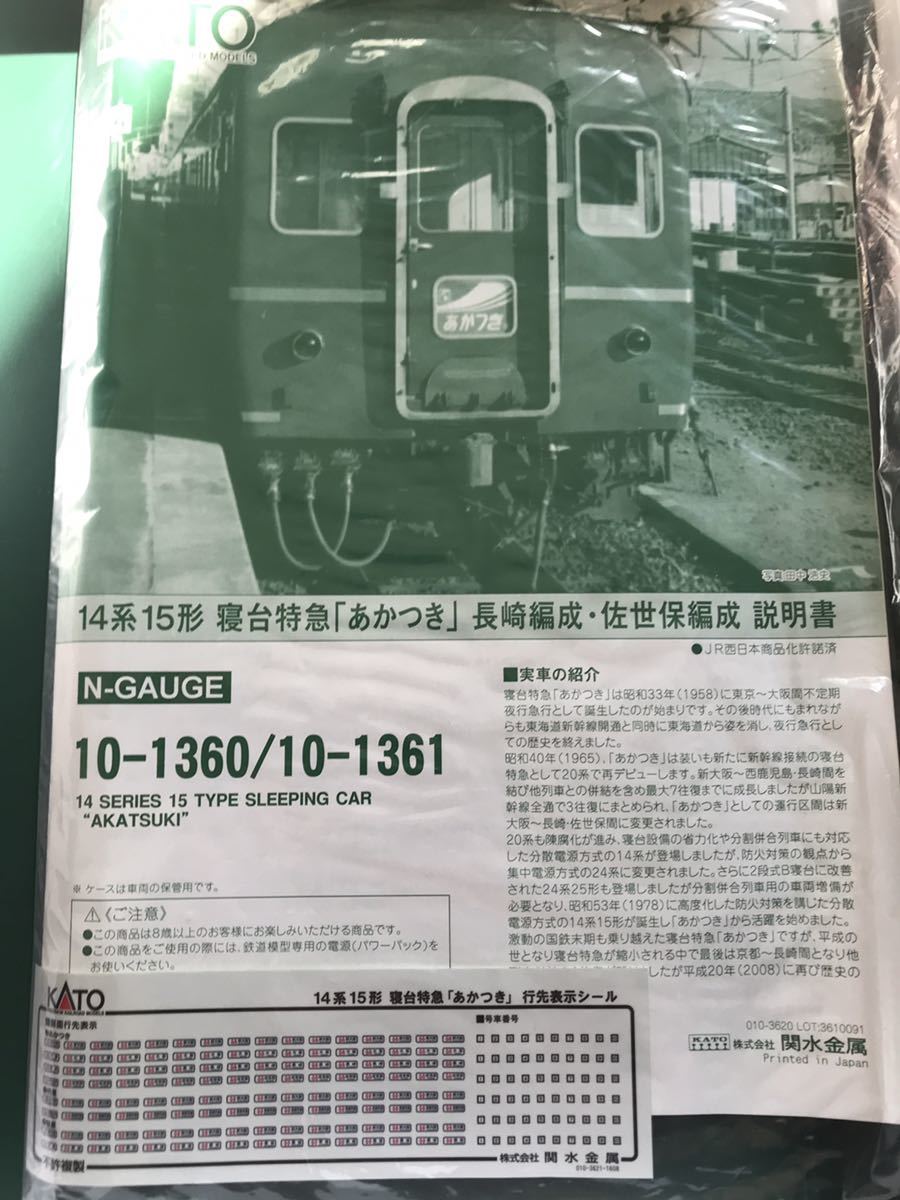 KATO
あかつき
写真:田中 浩史
14系15形 寝台特急「あかつき」長崎編成・佐世保編成 説明書
●JR西日本商品化許諾済
N-GAUGE
10-1360/10-1361
14 SERIES 15 TYPE SLEEPING CAR
“AKATSUKI”
※ ケースは車両の保管用です。
⚠《ご注意》
●この商品は8歳以上のお客様にお楽しみいただける商品です。
●この商品をご使用の際には、鉄道模型専用の電源(パワーパック)を
お使いください。
■実車の紹介
寝台特急「あかつき」は昭和33年(1958)に東京〜大阪間不定期
夜行急行として誕生したのが始まりです。その後時代にもまれなが
らも東海道新幹線開通と同時に東海道から姿を消し、夜行急行とし
ての歴史を終えました。
昭和40年(1965)、「あかつき」は装いも新たに新幹線接続の寝台
特急として20系で再デビューします。新大阪〜西鹿児島・長崎間を
結び他列車との併結を含め最大7往復までに成長しましたが山陽新
幹線全通で3往復にまとめられ、「あかつき」としての運行区間は新
大阪〜長崎・佐世保間に変更されました。
20系も陳腐化が進み、寝台設備の省力化や分割併合列車にも対応
した分散電源方式の14系が登場しましたが、防火対策の観点から
集中電源方式の24系に変更されました。さらに2段式B寝台に改善
された24系25形も登場しましたが分割併合列車用の車両増備が
必要となり、昭和53年(1978)に高度化した防火対策を講じた分散
電源方式の14系15形が誕生し「あかつき」から活躍を始めました。
激動の国鉄末期も乗り越えた寝台特急「あかつき」ですが、平成の
世となり寝台特急が縮小される中で最後は京都〜長崎間となり他
したが平成20年(2008)に再び歴史の
010-3620 LOT:3610091
KATO 株式会社 関水金属
Printed in Japan
KATO
14系15形 寝台特急「あかつき」行先表示シール
■号車番号
不許複製
株式会社 関水金属
010-3621-1608